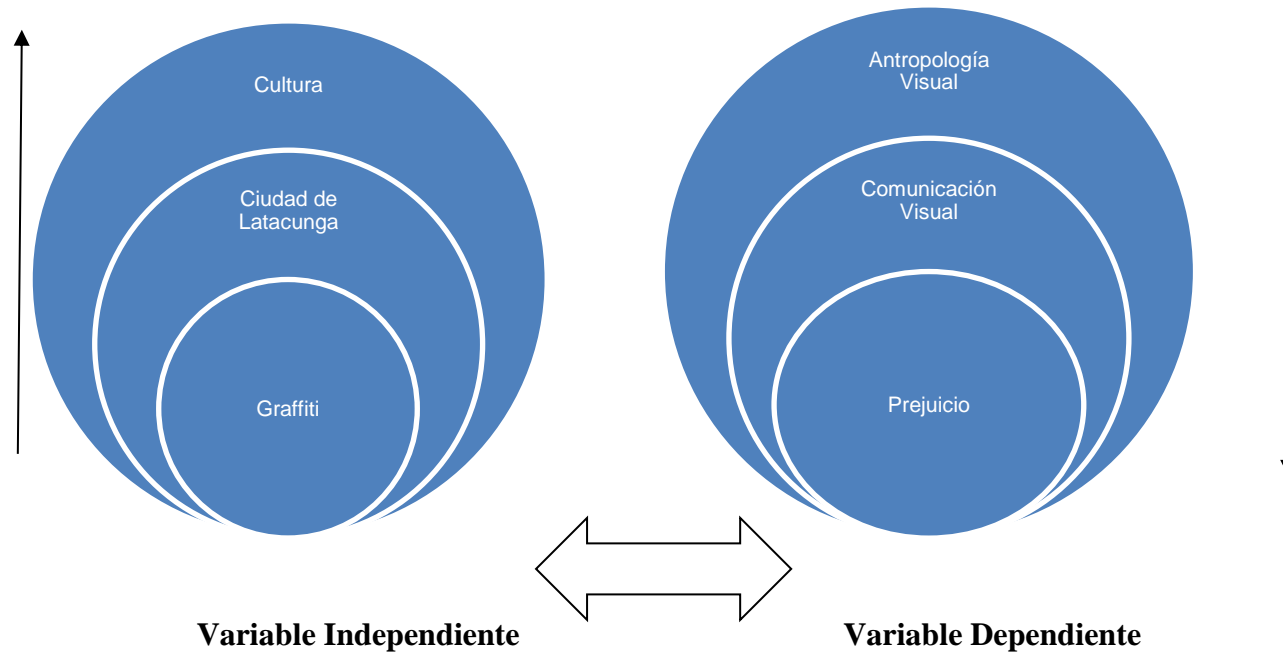 Cultura
Ciudad de
Latacunga
Graffiti
Antropología
Visual
Comunicación
Visual
Prejuicio
Variable Independiente
Variable Dependiente